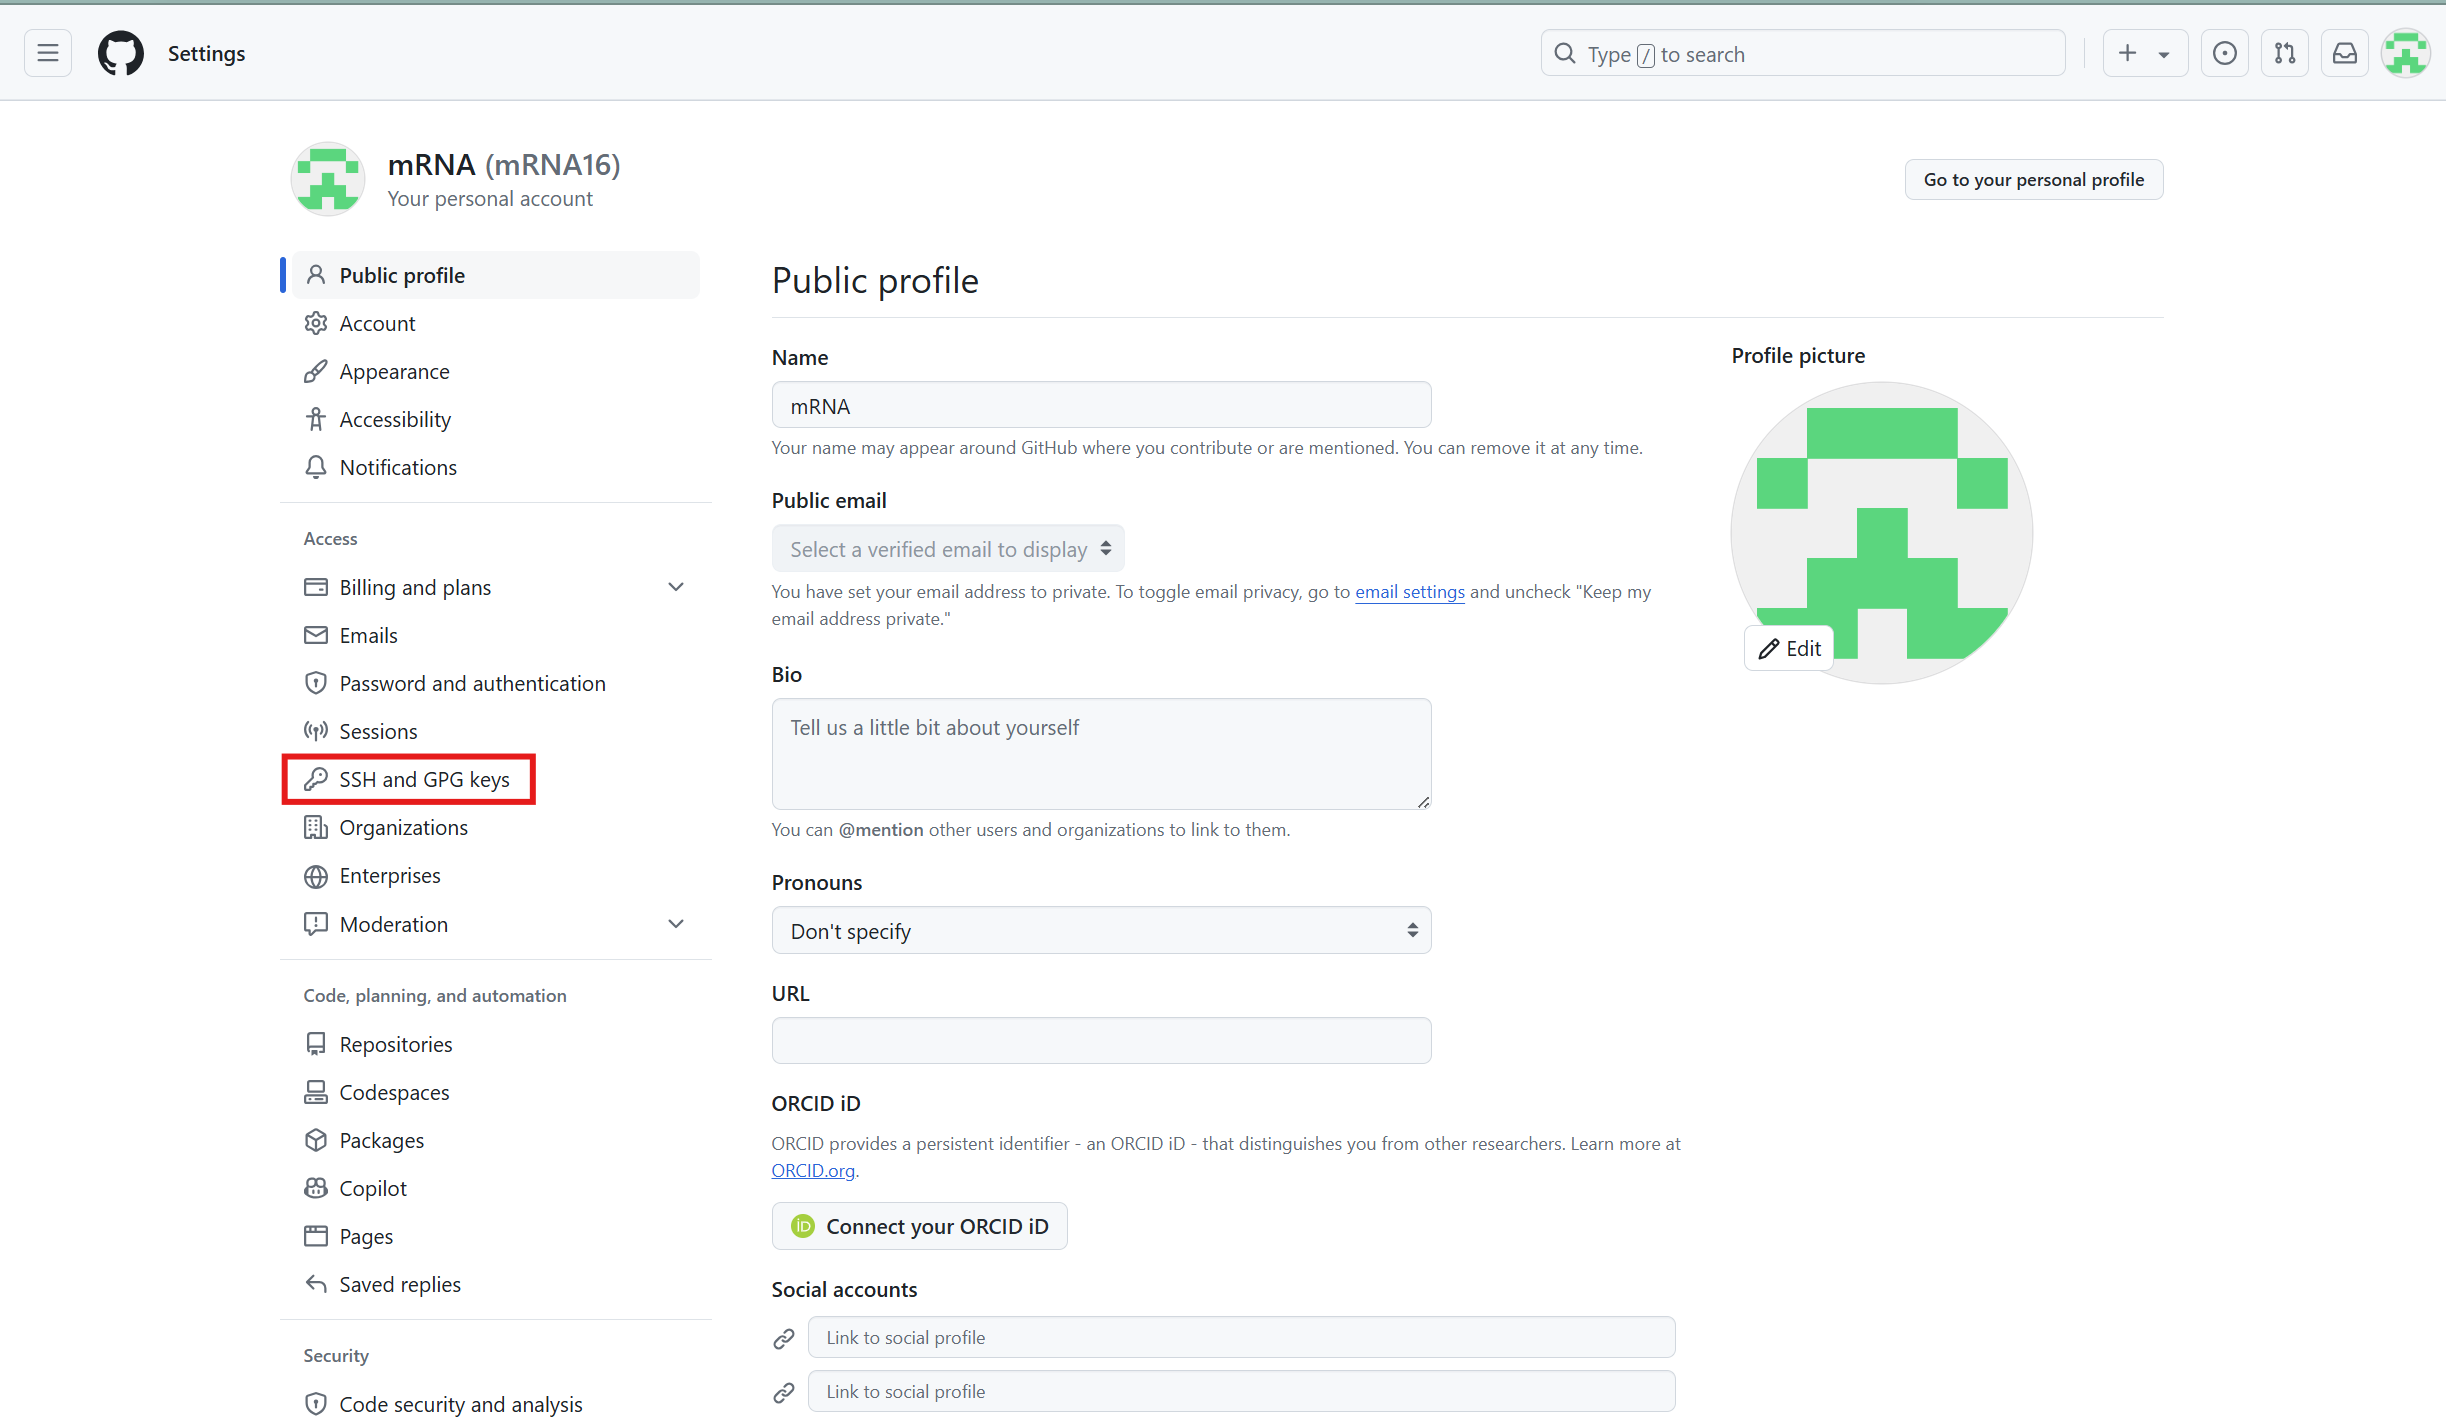 Settings
Type / to search
mRNA (mRNA16)
Your personal account
Go to your personal profile
Public profile
Account
Appearance
Accessibility
Notifications
Access
Billing and plans
Emails
Password and authentication
Sessions
SSH and GPG keys
Organizations
Enterprises
Moderation
Code, planning, and automation
Repositories
Codespaces
Packages
Copilot
Pages
Saved replies
Security
Code security and analysis
Public profile
Name
mRNA
Your name may appear around GitHub where you contribute or are mentioned. You can remove it at any time.
Public email
Select a verified email to display
You have set your email address to private. To toggle email privacy, go to email settings and uncheck "Keep my
email address private."
Bio
Tell us a little bit about yourself
You can @mention other users and organizations to link to them.
Pronouns
Don't specify
URL
ORCID iD
ORCID provides a persistent identifier - an ORCID iD - that distinguishes you from other researchers. Learn more at
ORCID.org.
iD Connect your ORCID iD
Social accounts
Link to social profile
Link to social profile
Profile picture
Edit